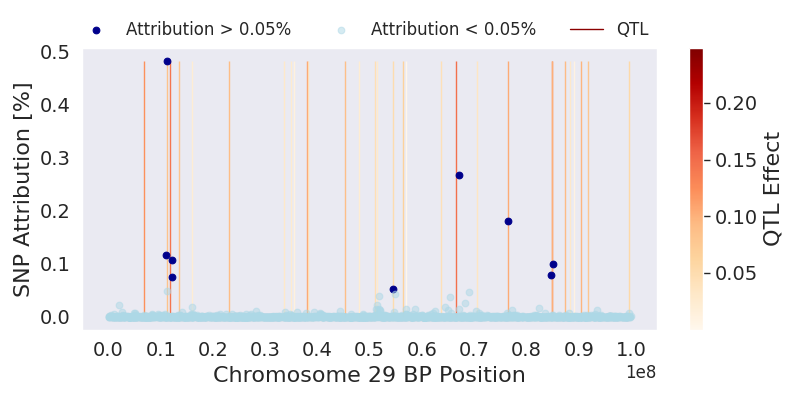 Attribution > 0.05% Attribution < 0.05% QTL
SNP Attribution [%]
0.5
0.4
0.3
0.2
0.1
0.0
0.0 0.1 0.2 0.3 0.4 0.5 0.6 0.7 0.8 0.9 1.0
1e8
Chromosome 29 BP Position
0.20
0.15
0.10
0.05
QTL Effect